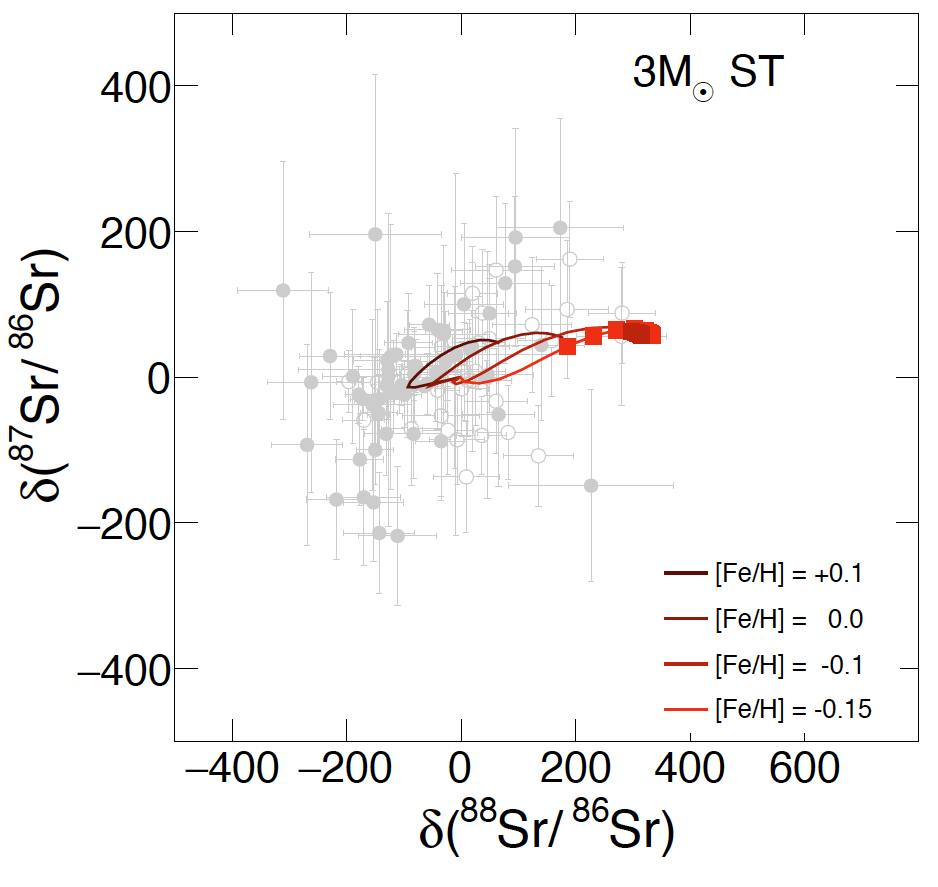 3M☉ ST
400
200
0
−200
−400
δ(⁸⁷Sr/ ⁸⁶Sr)
[Fe/H] = +0.1
[Fe/H] = 0.0
[Fe/H] = -0.1
[Fe/H] = -0.15
−400 −200 0 200 400 600
δ(⁸⁸Sr/ ⁸⁶Sr)